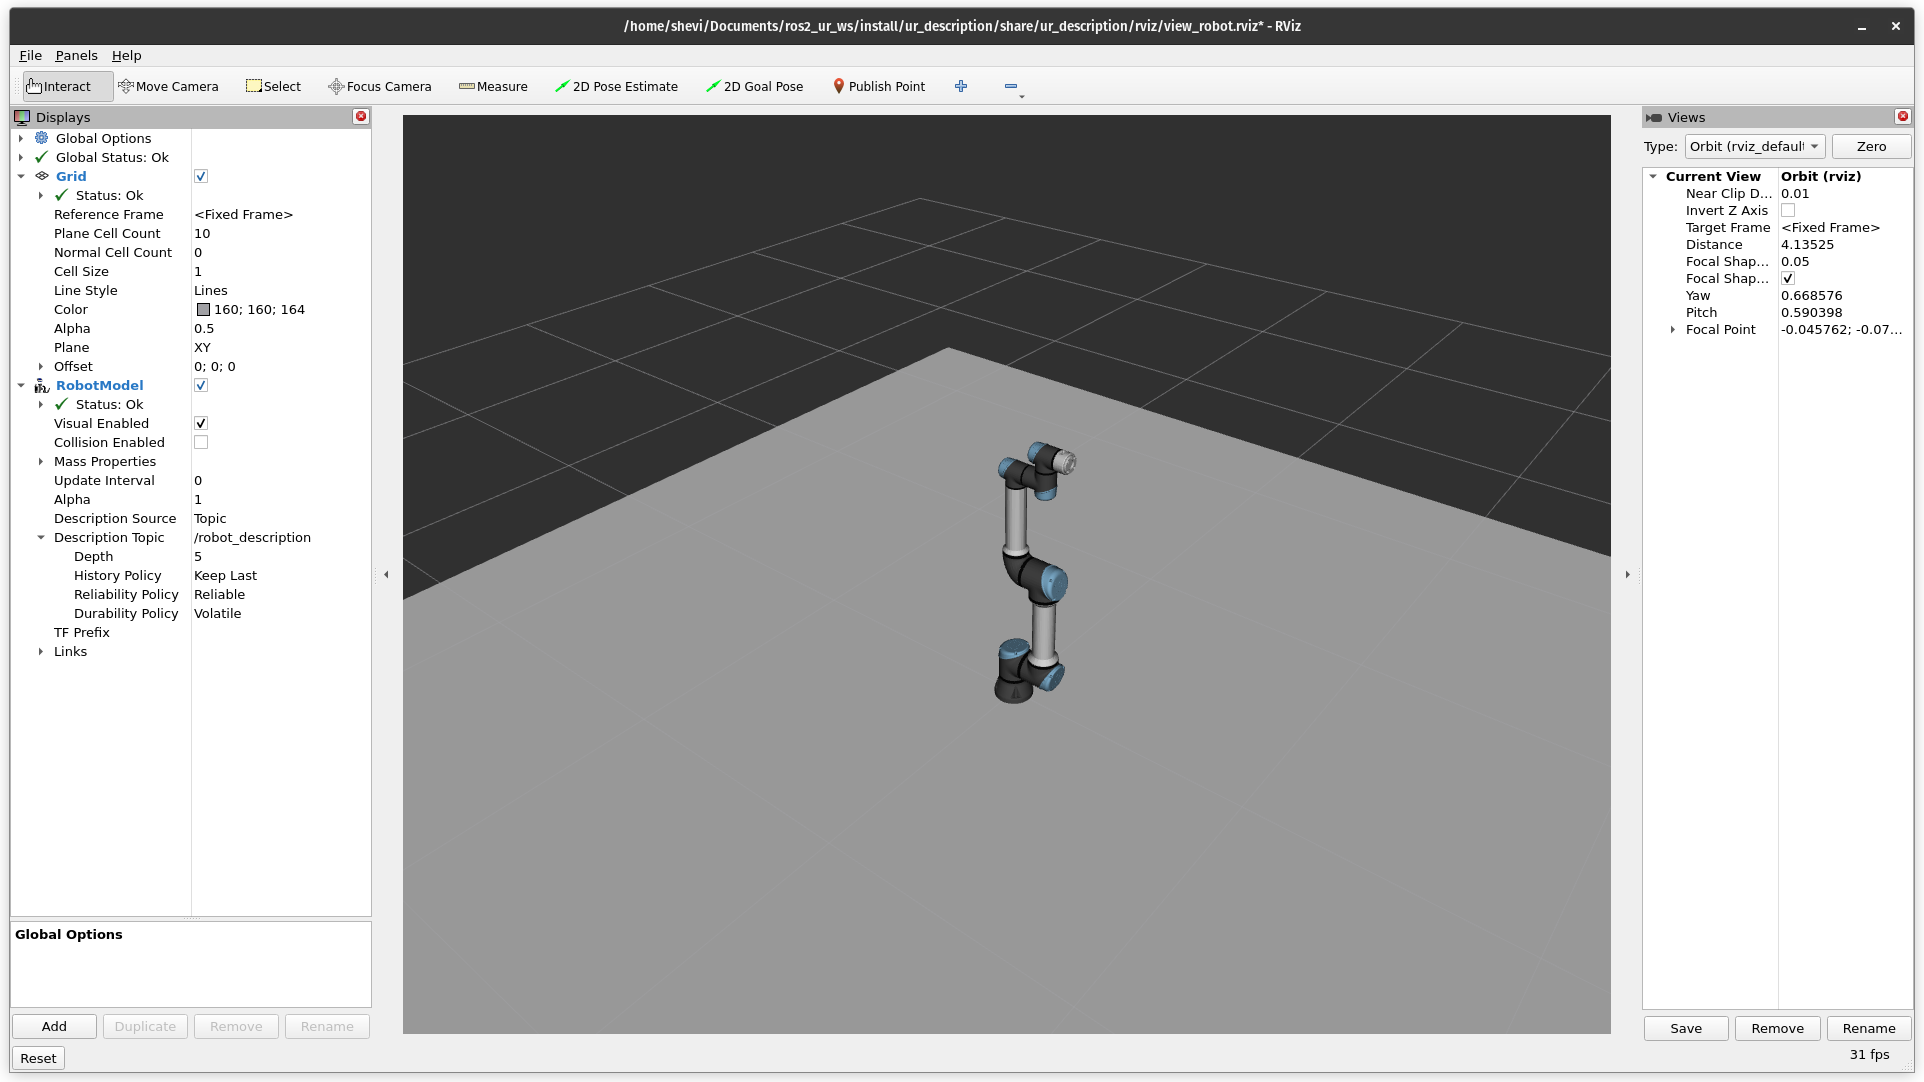 /home/shevi/Documents/ros2_ur_ws/install/ur_description/share/ur_description/rviz/view_robot.rviz* - RViz
File Panels Help
Interact Move Camera Select Focus Camera Measure 2D Pose Estimate 2D Goal Pose Publish Point
Displays
Global Options
Global Status: Ok
Grid
Status: Ok
Reference Frame <Fixed Frame>
Plane Cell Count 10
Normal Cell Count 0
Cell Size 1
Line Style Lines
Color 160; 160; 164
Alpha 0.5
Plane XY
Offset 0; 0; 0
RobotModel
Status: Ok
Visual Enabled
Collision Enabled
Mass Properties
Update Interval 0
Alpha 1
Description Source Topic
Description Topic /robot_description
Depth 5
History Policy Keep Last
Reliability Policy Reliable
Durability Policy Volatile
TF Prefix
Links
Global Options
Add Duplicate Remove Rename
Reset
Views
Type: Orbit (rviz_default Zero
Current View Orbit (rviz)
Near Clip D... 0.01
Invert Z Axis
Target Frame <Fixed Frame>
Distance 4.13525
Focal Shap... 0.05
Focal Shap...
Yaw 0.668576
Pitch 0.590398
Focal Point -0.045762; -0.07...
Save Remove Rename
31 fps